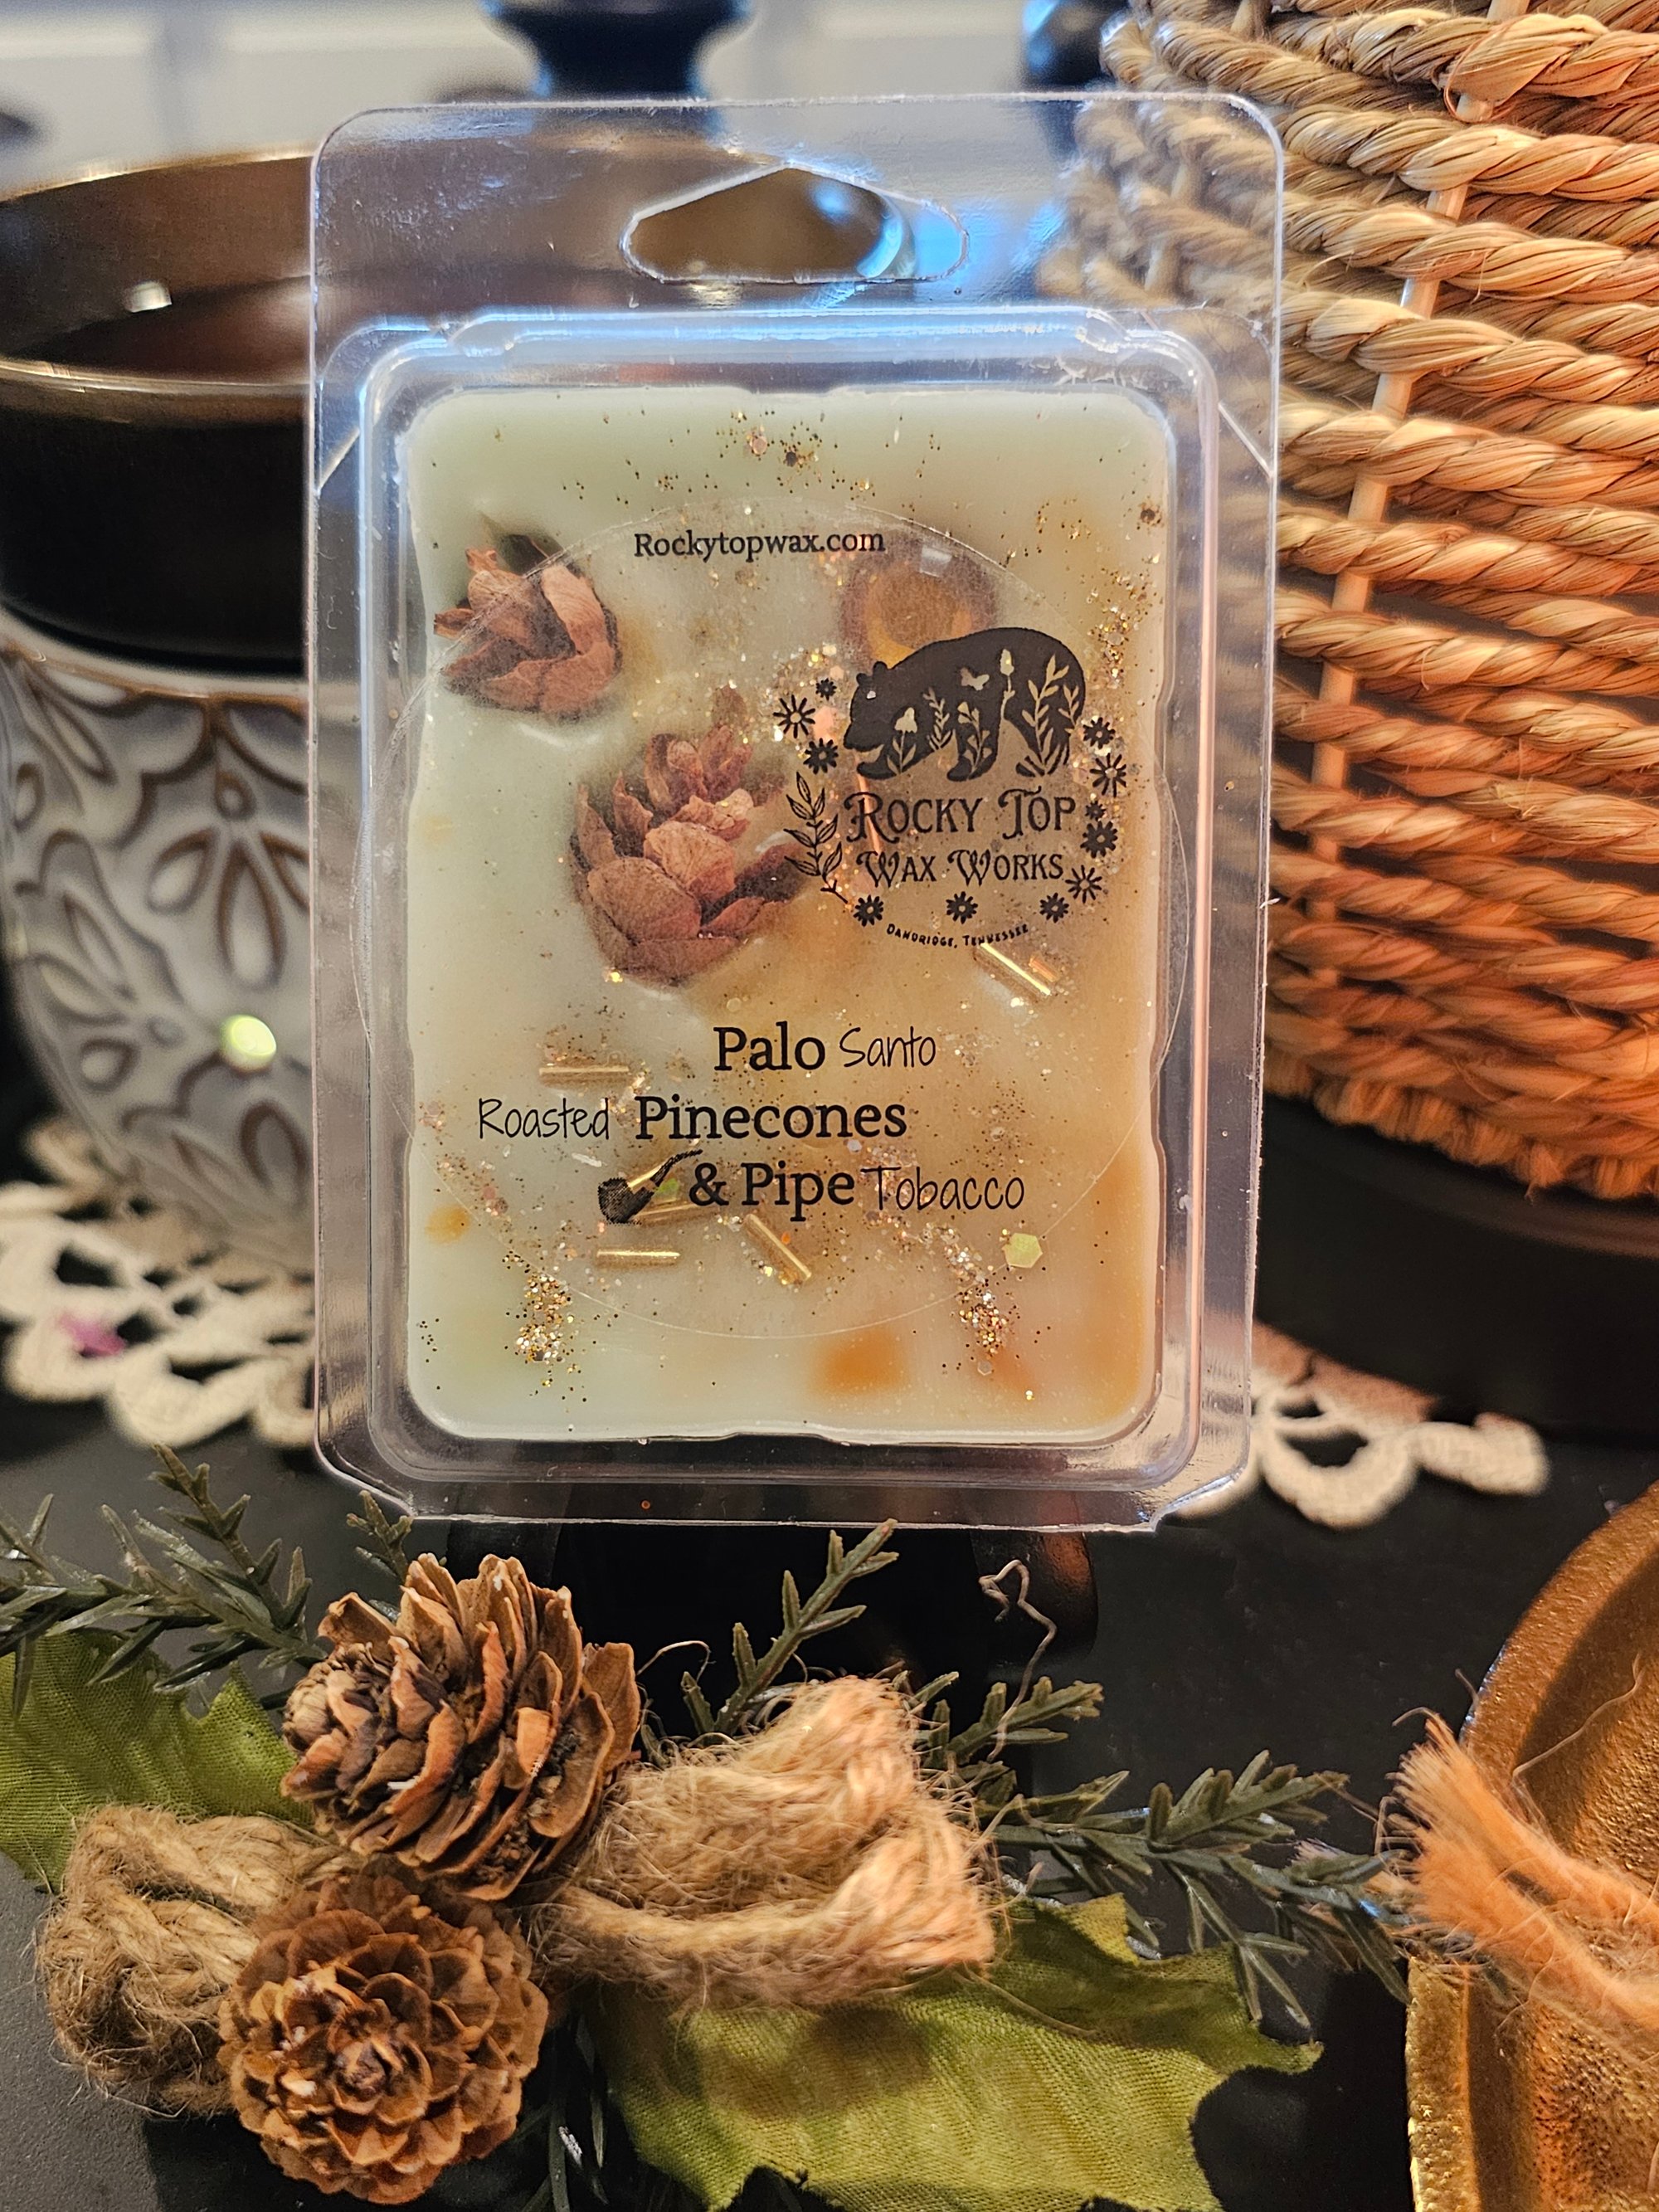 Rockytopwax.com
Rocky Top
Wax Works
Dandridge, Tennessee
Palo Santo
Roasted Pinecones
& Pipe Tobacco